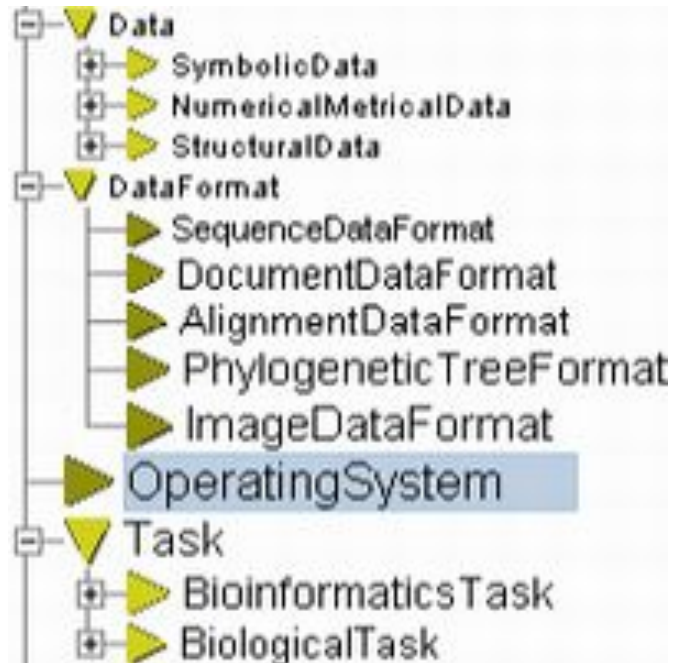 Data
SymbolicData
NumericalMetricalData
StructuralData
DataFormat
SequenceDataFormat
DocumentDataFormat
AlignmentDataFormat
PhylogeneticTreeFormat
ImageDataFormat
OperatingSystem
Task
BioinformaticsTask
BiologicalTask